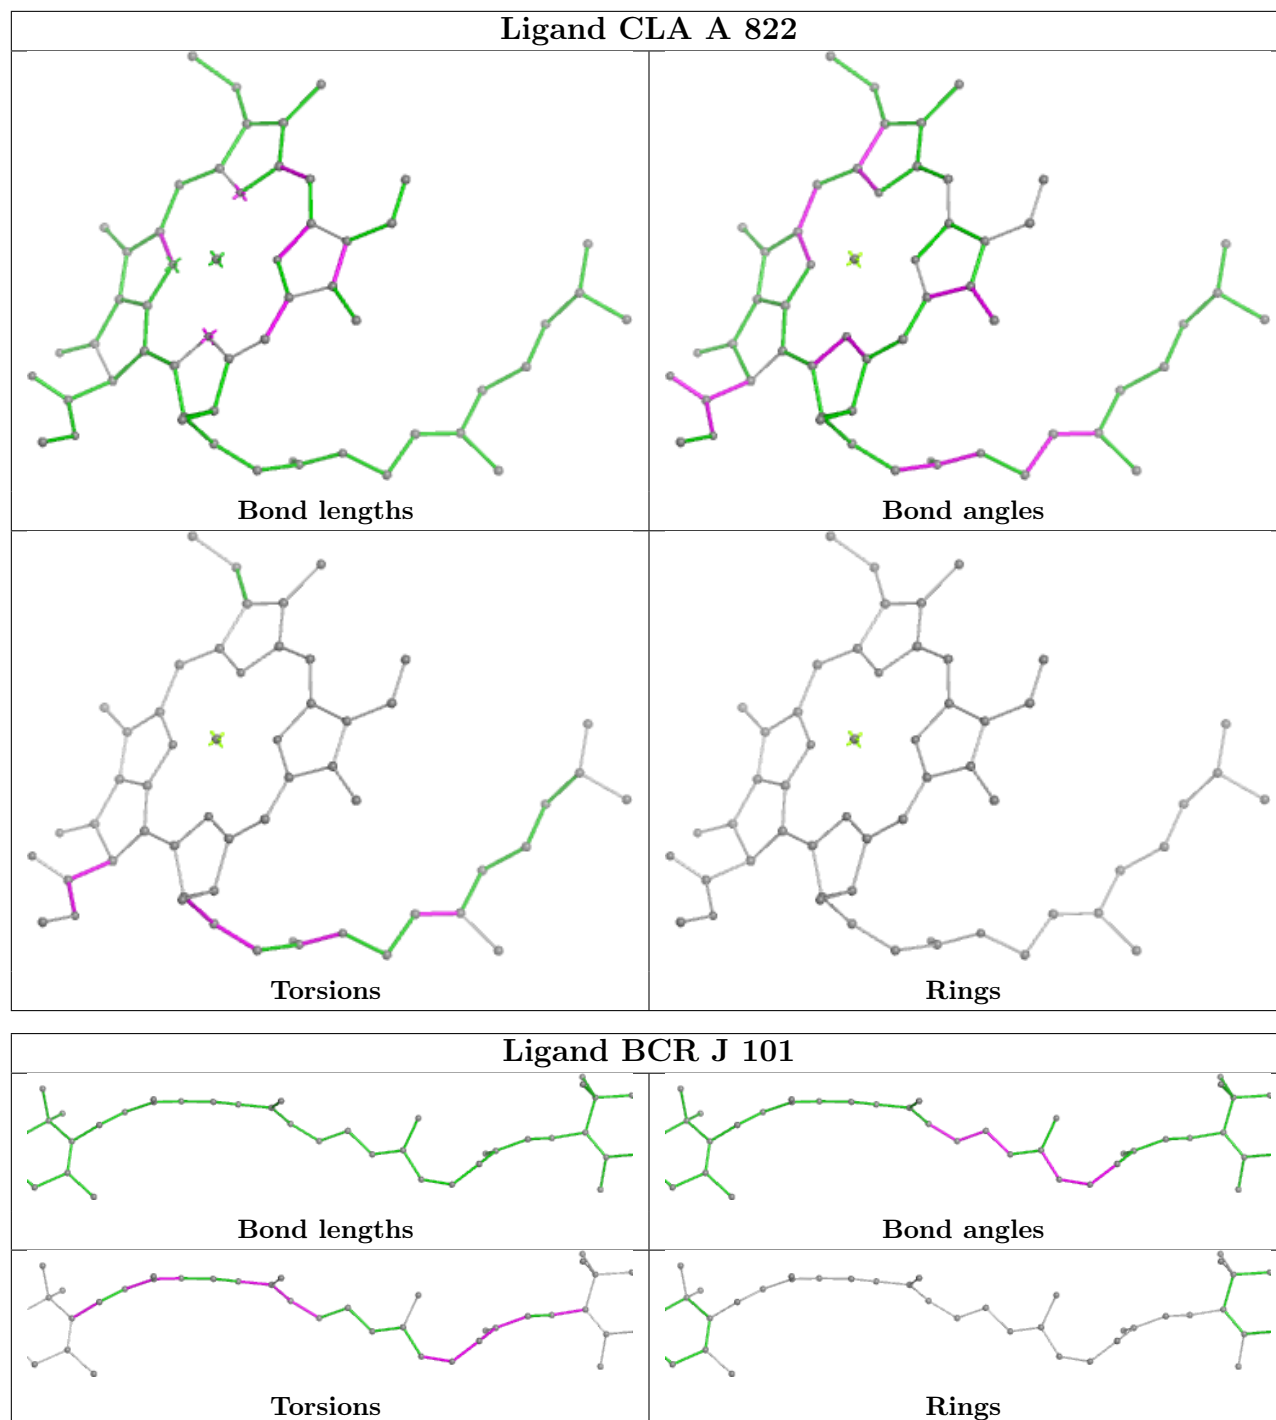 Ligand CLA A 822
Bond lengths
Bond angles
Torsions
Rings
Ligand BCR J 101
Bond lengths
Bond angles
Torsions
Rings